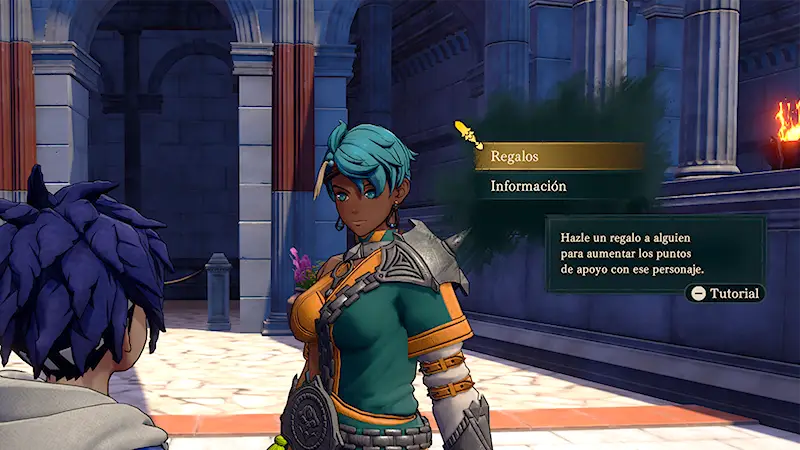 Regalos
Información
Hazle un regalo a alguien
para aumentar los puntos
de apoyo con ese personaje.
Tutorial